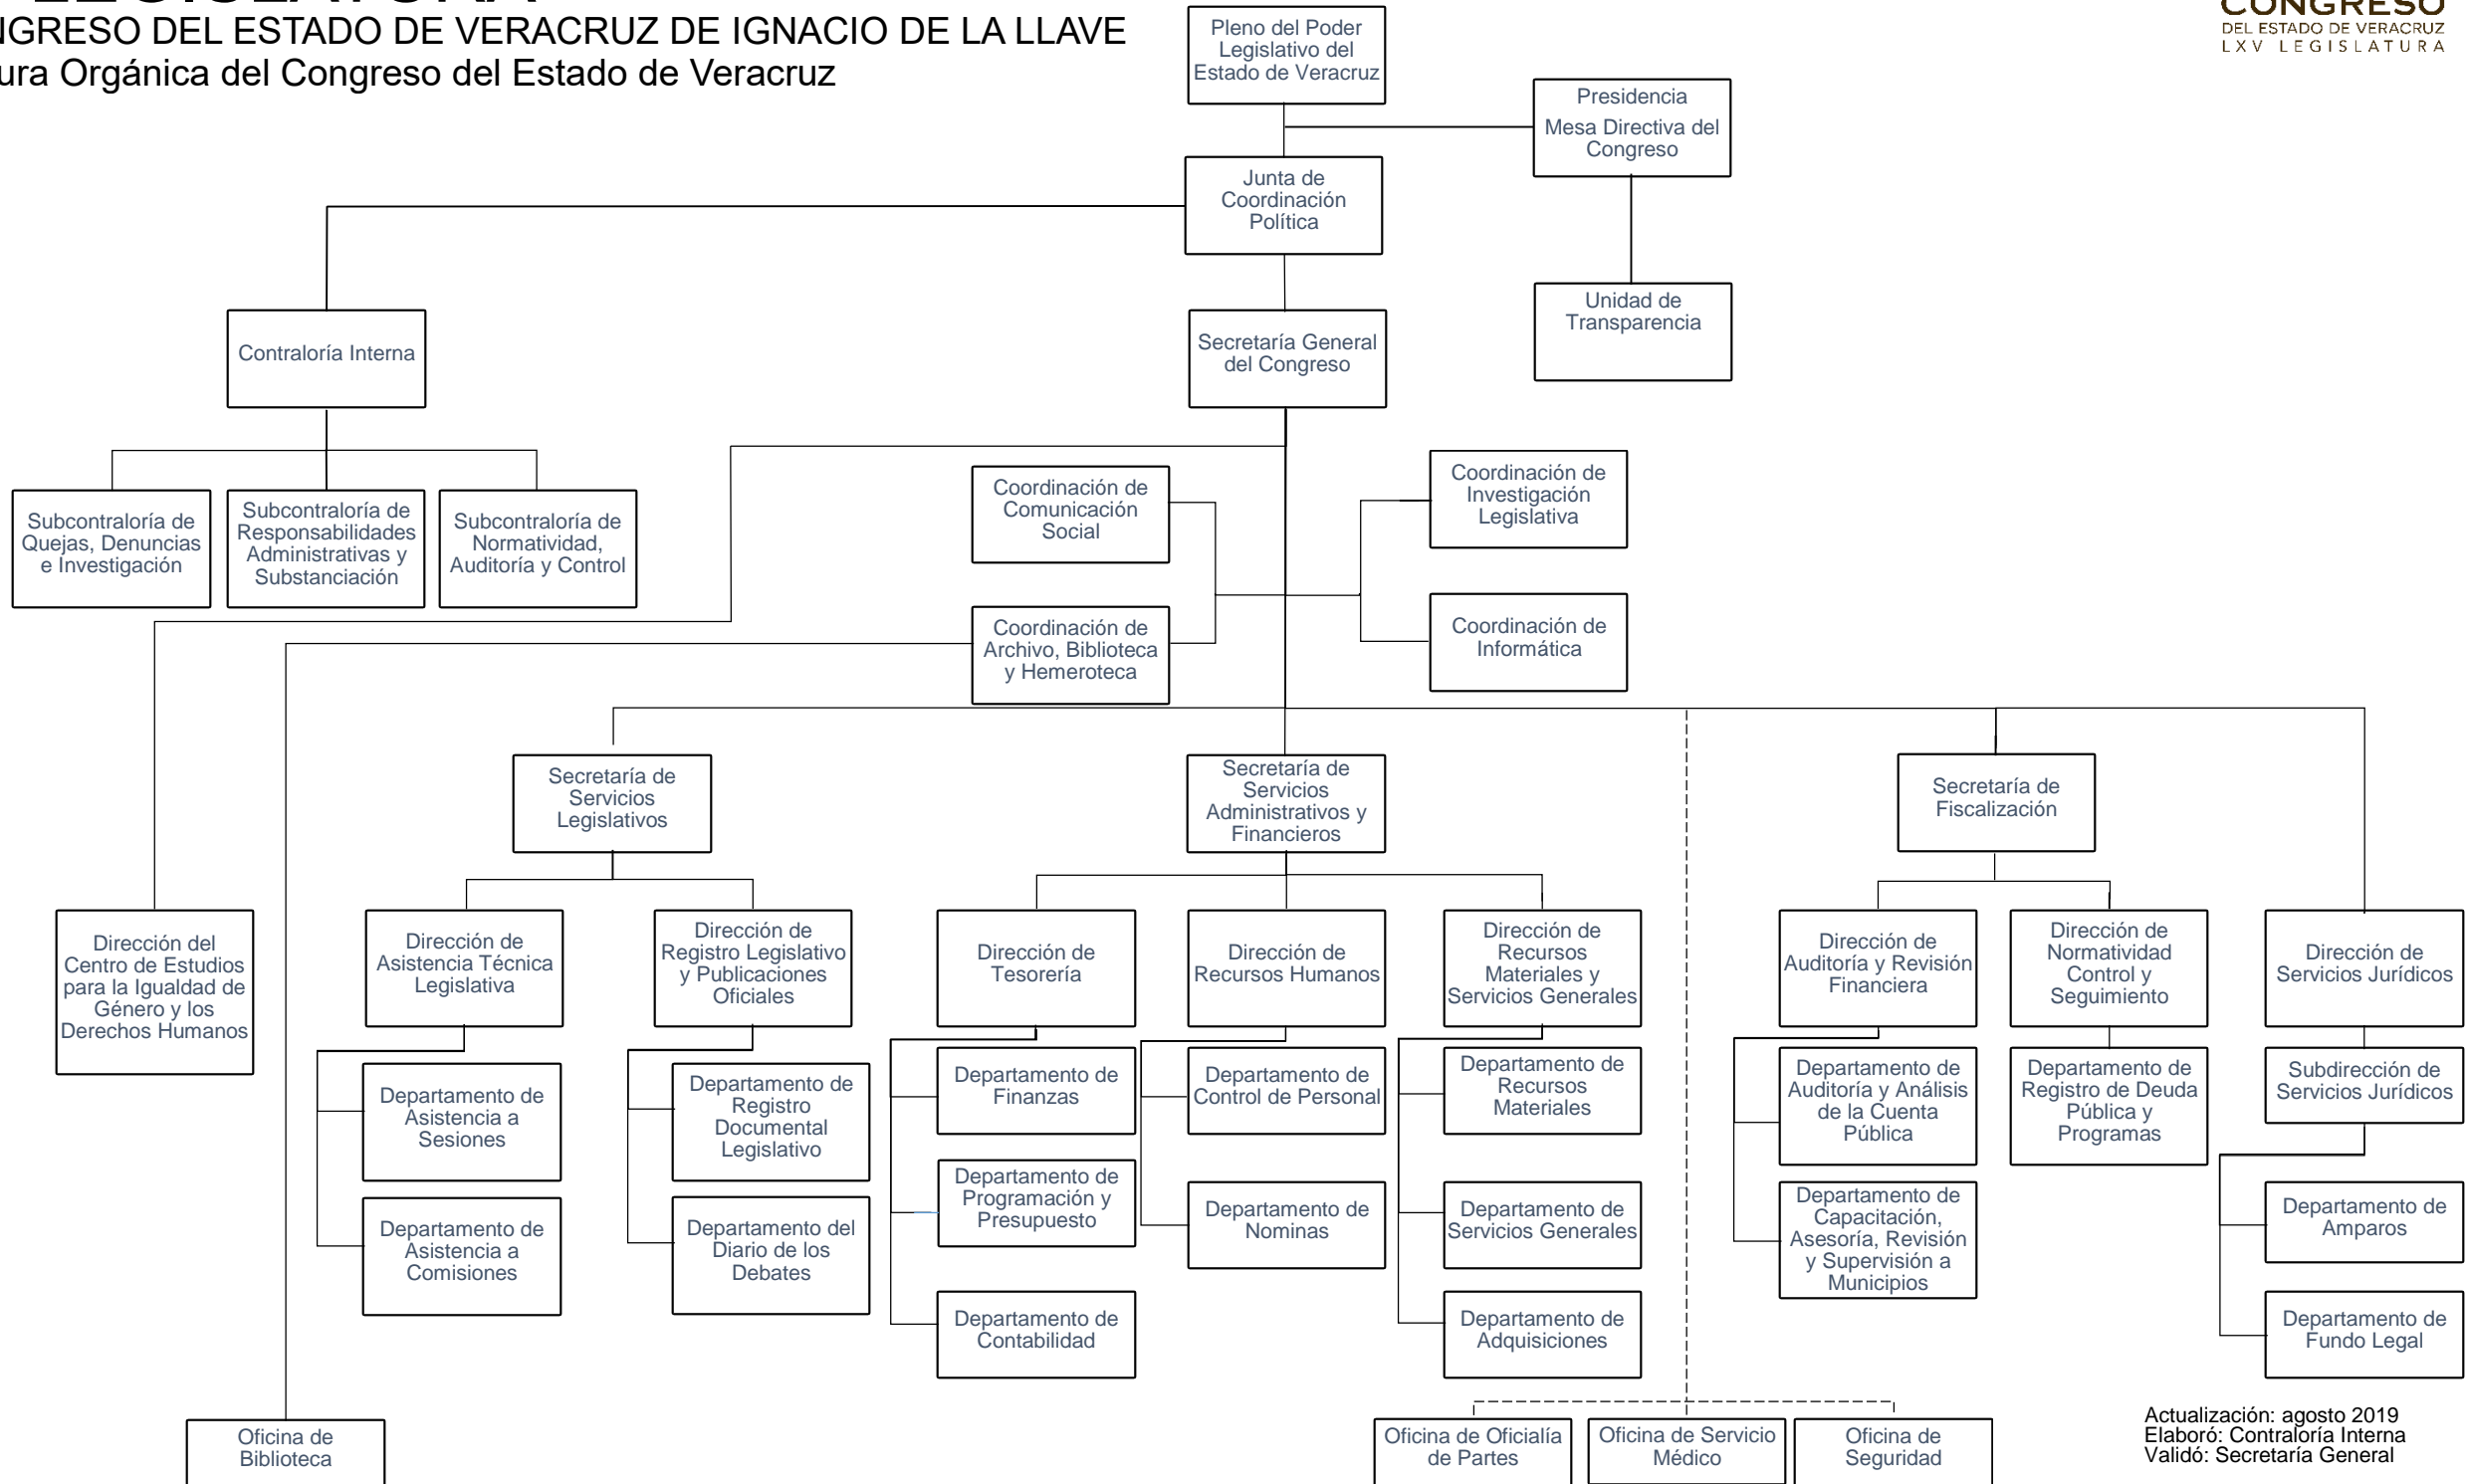 LEGISLATURA
NGRESO DEL ESTADO DE VERACRUZ DE IGNACIO DE LA LLAVE
ura Orgánica del Congreso del Estado de Veracruz
CONGRESO
DEL ESTADO DE VERACRUZ
LXV LEGISLATURA
Pleno del Poder
Legislativo del
Estado de Veracruz
Presidencia
Mesa Directiva del
Congreso
Junta de
Coordinación
Política
Unidad de
Transparencia
Contraloría Interna
Secretaría General
del Congreso
Subcontraloría de
Quejas, Denuncias
e Investigación
Subcontraloría de
Responsabilidades
Administrativas y
Substanciación
Subcontraloría de
Normatividad,
Auditoría y Control
Coordinación de
Comunicación
Social
Coordinación de
Investigación
Legislativa
Coordinación de
Archivo, Biblioteca
y Hemeroteca
Coordinación de
Informática
Secretaría de
Servicios
Legislativos
Secretaría de
Servicios
Administrativos y
Financieros
Secretaría de
Fiscalización
Dirección del
Centro de Estudios
para la Igualdad de
Género y los
Derechos Humanos
Dirección de
Asistencia Técnica
Legislativa
Dirección de
Registro Legislativo
y Publicaciones
Oficiales
Dirección de
Tesorería
Dirección de
Recursos Humanos
Dirección de
Recursos
Materiales y
Servicios Generales
Dirección de
Auditoría y Revisión
Financiera
Dirección de
Normatividad
Control y
Seguimiento
Dirección de
Servicios Jurídicos
Departamento de
Asistencia a
Sesiones
Departamento de
Registro
Documental
Legislativo
Departamento de
Finanzas
Departamento de
Control de Personal
Departamento de
Recursos
Materiales
Departamento de
Auditoría y Análisis
de la Cuenta
Pública
Departamento de
Registro de Deuda
Pública y
Programas
Subdirección de
Servicios Jurídicos
Departamento de
Asistencia a
Comisiones
Departamento del
Diario de los
Debates
Departamento de
Programación y
Presupuesto
Departamento de
Nominas
Departamento de
Servicios Generales
Departamento de
Capacitación,
Asesoría, Revisión
y Supervisión a
Municipios
Departamento de
Amparos
Departamento de
Contabilidad
Departamento de
Adquisiciones
Departamento de
Fundo Legal
Oficina de
Biblioteca
Oficina de Oficialía
de Partes
Oficina de Servicio
Médico
Oficina de
Seguridad
Actualización: agosto 2019
Elaboró: Contraloría Interna
Validó: Secretaría General